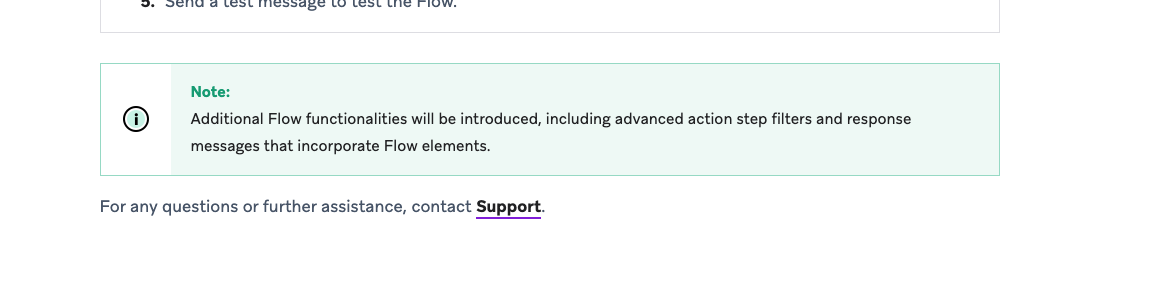 5. Send a test message to test the Flow.
Note:
Additional Flow functionalities will be introduced, including advanced action step filters and response
messages that incorporate Flow elements.
For any questions or further assistance, contact Support.